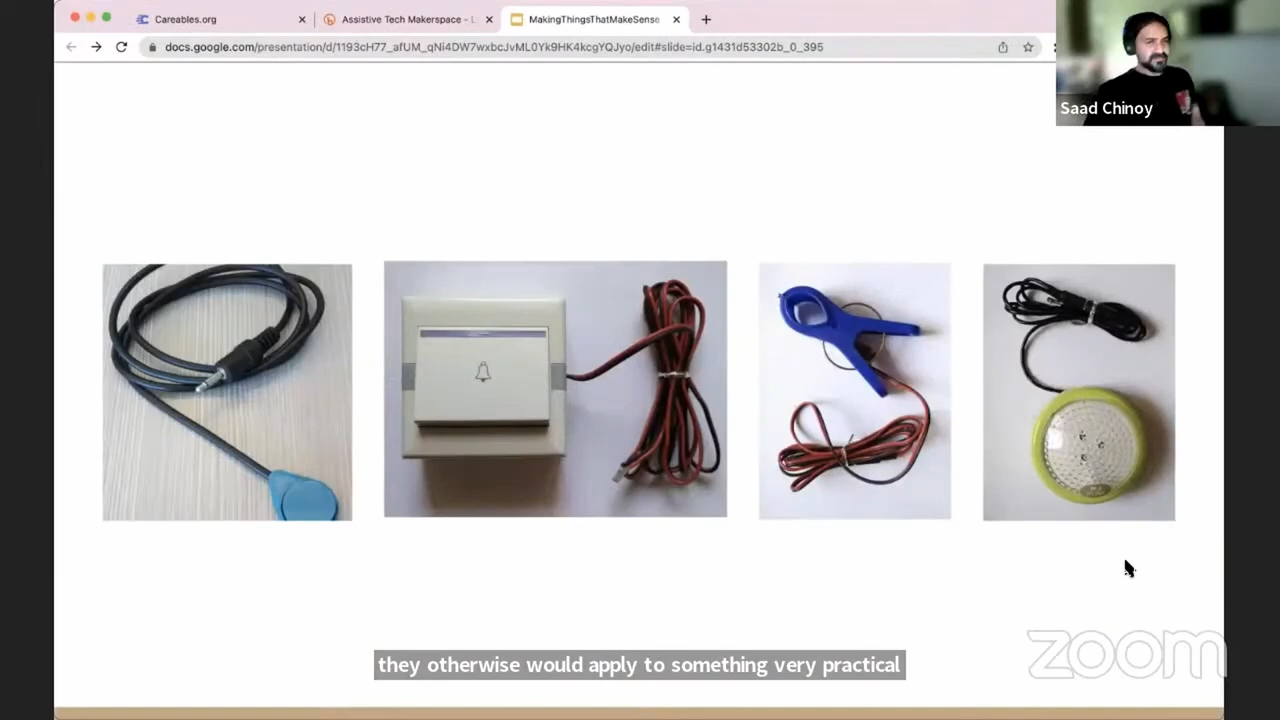 Careables.org
Assistive Tech Makerspace - L
MakingThingsThatMakeSense
docs.google.com/presentation/d/1193cH77_afUM_qNi4DW7wxbcJvML0Yk9HK4kcgYQJyo/edit#slide=id.g1431d53302b_0_395
Saad Chinoy
they otherwise would apply to something very practical
zoom